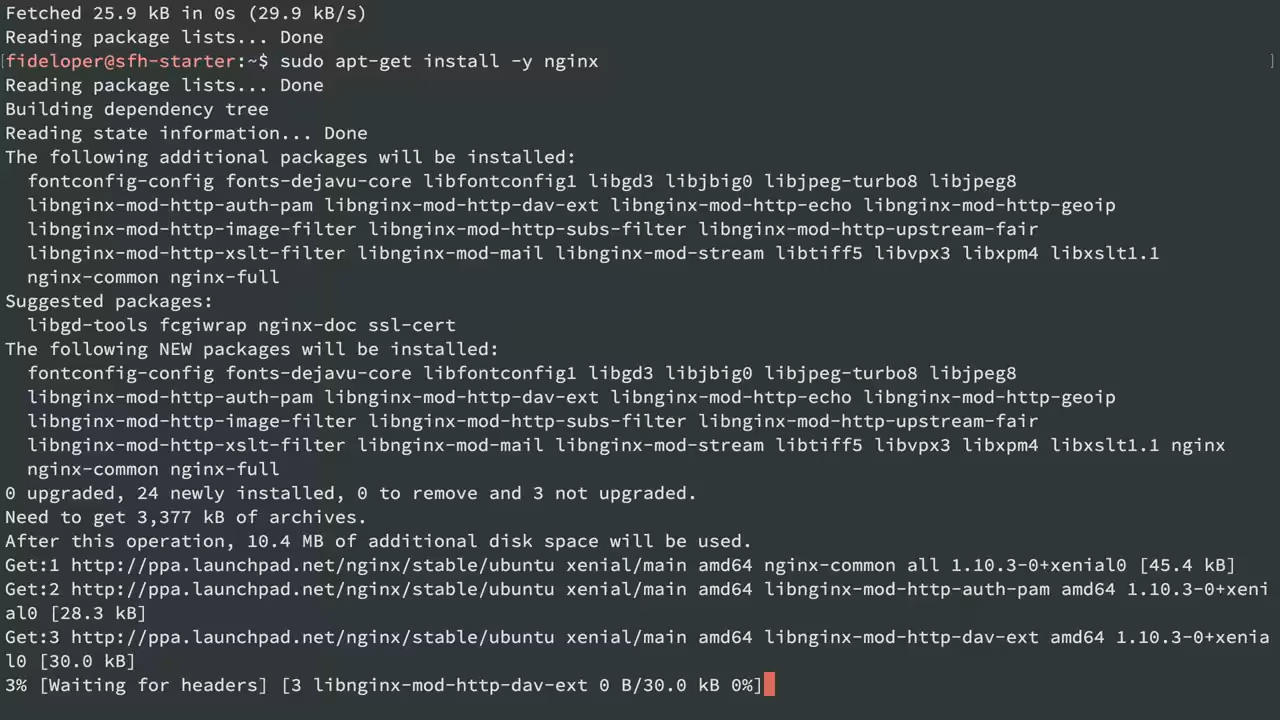 Fetched 25.9 kB in 0s (29.9 kB/s)
Reading package lists... Done
[fideloper@sfh-starter:~$ sudo apt-get install -y nginx ]
Reading package lists... Done
Building dependency tree
Reading state information... Done
The following additional packages will be installed:
  fontconfig-config fonts-dejavu-core libfontconfig1 libgd3 libjbig0 libjpeg-turbo8 libjpeg8
  libnginx-mod-http-auth-pam libnginx-mod-http-dav-ext libnginx-mod-http-echo libnginx-mod-http-geoip
  libnginx-mod-http-image-filter libnginx-mod-http-subs-filter libnginx-mod-http-upstream-fair
  libnginx-mod-http-xslt-filter libnginx-mod-mail libnginx-mod-stream libtiff5 libvpx3 libxpm4 libxslt1.1
  nginx-common nginx-full
Suggested packages:
  libgd-tools fcgiwrap nginx-doc ssl-cert
The following NEW packages will be installed:
  fontconfig-config fonts-dejavu-core libfontconfig1 libgd3 libjbig0 libjpeg-turbo8 libjpeg8
  libnginx-mod-http-auth-pam libnginx-mod-http-dav-ext libnginx-mod-http-echo libnginx-mod-http-geoip
  libnginx-mod-http-image-filter libnginx-mod-http-subs-filter libnginx-mod-http-upstream-fair
  libnginx-mod-http-xslt-filter libnginx-mod-mail libnginx-mod-stream libtiff5 libvpx3 libxpm4 libxslt1.1 nginx
  nginx-common nginx-full
0 upgraded, 24 newly installed, 0 to remove and 3 not upgraded.
Need to get 3,377 kB of archives.
After this operation, 10.4 MB of additional disk space will be used.
Get:1 http://ppa.launchpad.net/nginx/stable/ubuntu xenial/main amd64 nginx-common all 1.10.3-0+xenial0 [45.4 kB]
Get:2 http://ppa.launchpad.net/nginx/stable/ubuntu xenial/main amd64 libnginx-mod-http-auth-pam amd64 1.10.3-0+xeni
al0 [28.3 kB]
Get:3 http://ppa.launchpad.net/nginx/stable/ubuntu xenial/main amd64 libnginx-mod-http-dav-ext amd64 1.10.3-0+xenia
l0 [30.0 kB]
3% [Waiting for headers] [3 libnginx-mod-http-dav-ext 0 B/30.0 kB 0%]